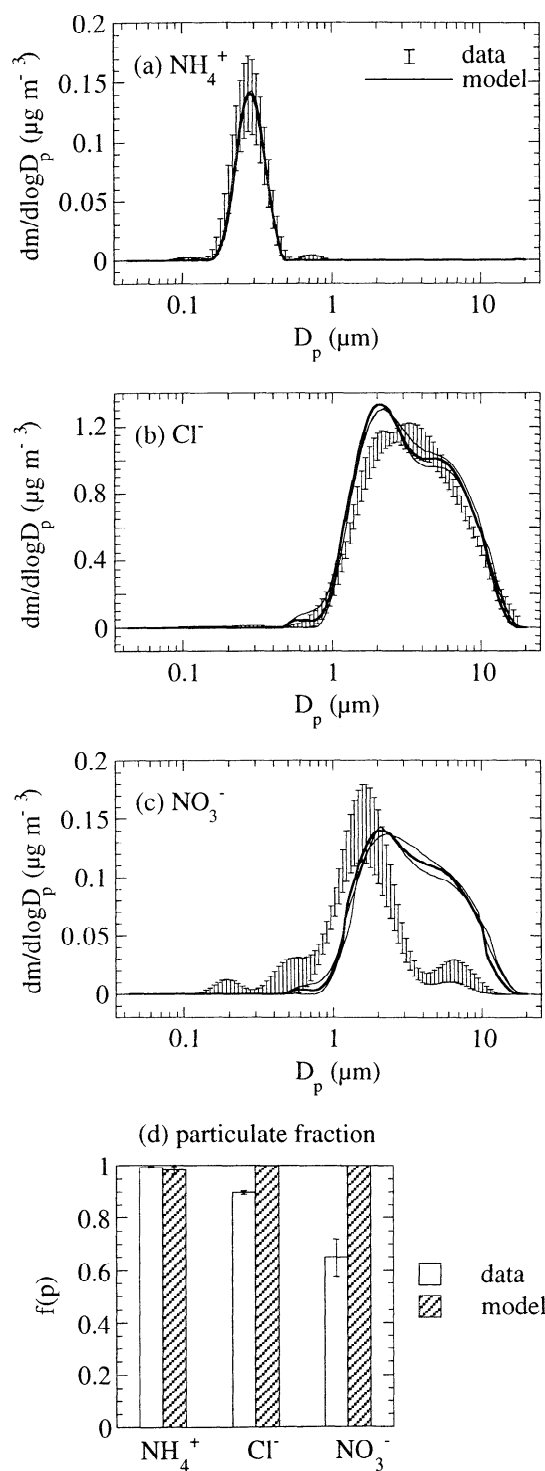 0.2
(a) NH₄⁺
data
model
0.15
0.1
0.05
0
dm/dlogDₚ (μg m⁻³)
0.1 1 10
Dₚ (μm)
1.2
(b) Cl⁻
0.8
0.4
0
dm/dlogDₚ (μg m⁻³)
0.1 1 10
Dₚ (μm)
0.2
(c) NO₃⁻
0.15
0.1
0.05
0
dm/dlogDₚ (μg m⁻³)
0.1 1 10
Dₚ (μm)
(d) particulate fraction
1
0.8
0.6
0.4
0.2
0
f(p)
data
model
NH₄⁺ Cl⁻ NO₃⁻